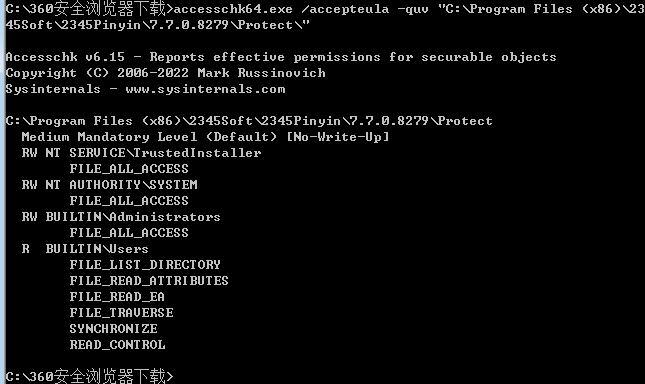 C:\360安全浏览器下载>accesschk64.exe /accepteula -quv "C:\Program Files (x86)\23
45Soft\2345Pinyin\7.7.0.8279\Protect\"
Accesschk v6.15 - Reports effective permissions for securable objects
Copyright (C) 2006-2022 Mark Russinovich
Sysinternals - www.sysinternals.com
C:\Program Files (x86)\2345Soft\2345Pinyin\7.7.0.8279\Protect
Medium Mandatory Level (Default) [No-Write-Up]
RW NT SERVICE\TrustedInstaller
FILE_ALL_ACCESS
RW NT AUTHORITY\SYSTEM
FILE_ALL_ACCESS
RW BUILTIN\Administrators
FILE_ALL_ACCESS
R  BUILTIN\Users
FILE_LIST_DIRECTORY
FILE_READ_ATTRIBUTES
FILE_READ_EA
FILE_TRAVERSE
SYNCHRONIZE
READ_CONTROL
C:\360安全浏览器下载>